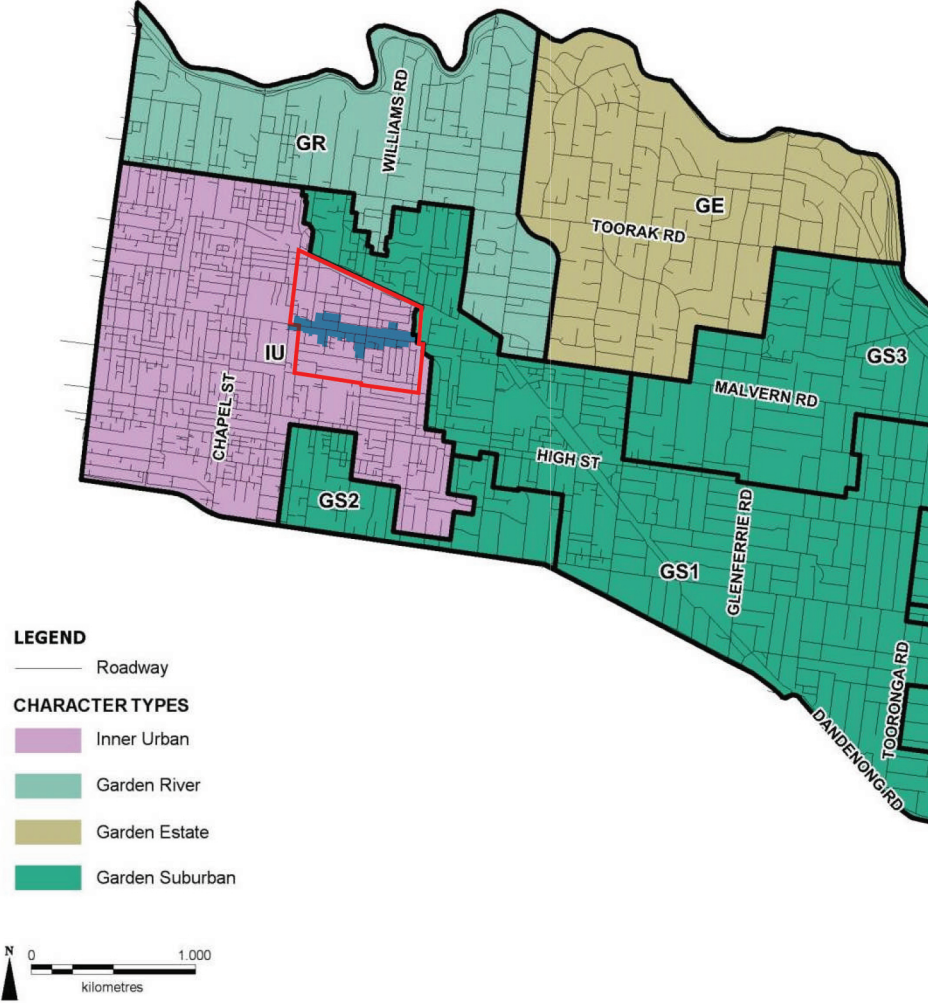 WILLIAMS RD
GR
GE
TOORAK RD
GS3
IU
MALVERN RD
CHAPEL ST
HIGH ST
GS2
GLENFERRIE RD
GS1
TOORONGA RD
DANDENONG RD
LEGEND
Roadway
CHARACTER TYPES
Inner Urban
Garden River
Garden Estate
Garden Suburban
N
0 1.000
kilometres